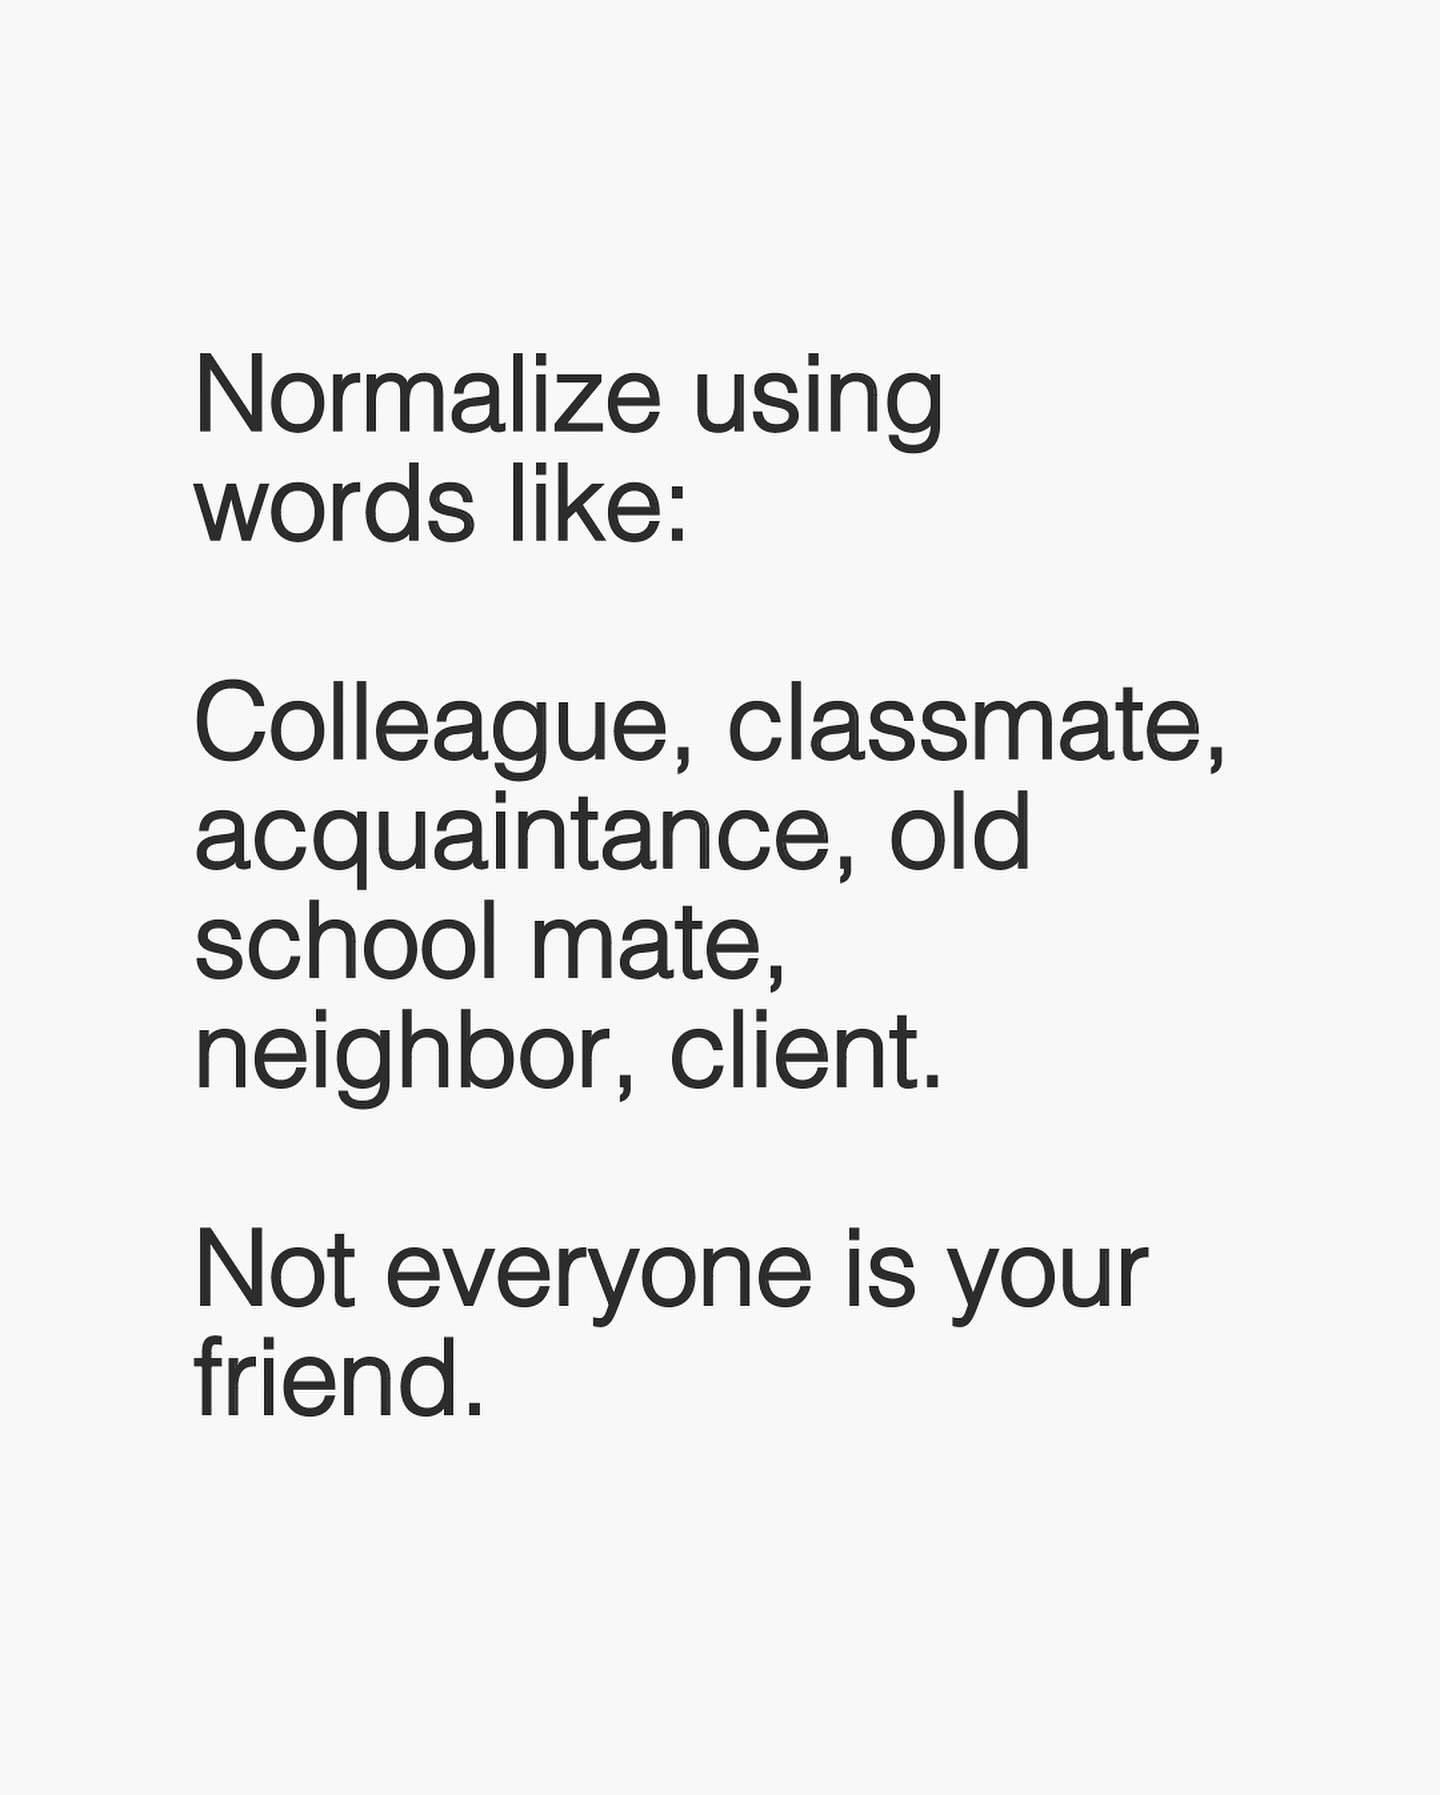 Normalize using
words like:
Colleague, classmate,
acquaintance, old
school mate,
neighbor, client.
Not everyone is your
friend.